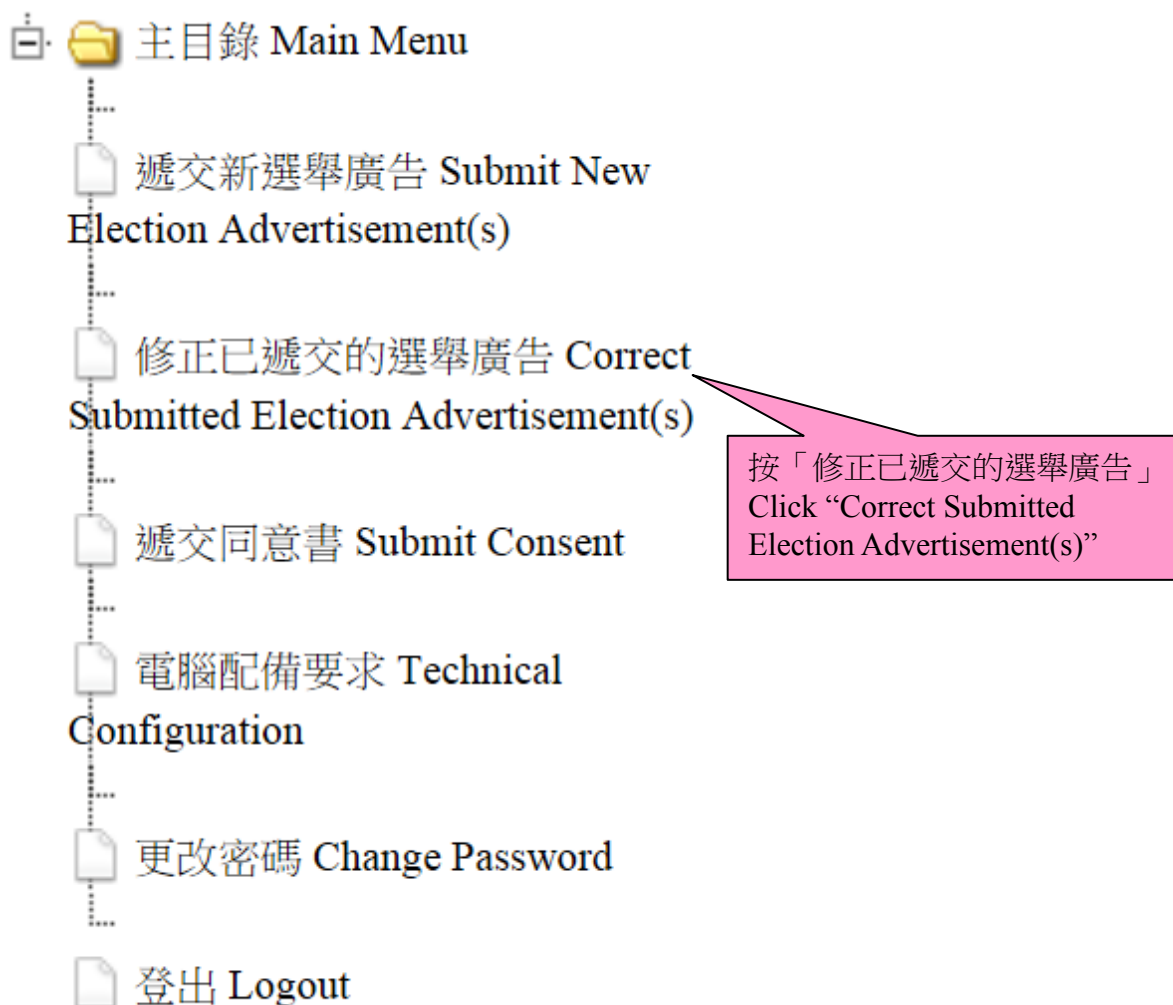 主目錄 Main Menu
遞交新選舉廣告 Submit New
Election Advertisement(s)
修正已遞交的選舉廣告 Correct
Submitted Election Advertisement(s)
按「修正已遞交的選舉廣告」
Click “Correct Submitted
Election Advertisement(s)”
遞交同意書 Submit Consent
電腦配備要求 Technical
Configuration
更改密碼 Change Password
登出 Logout